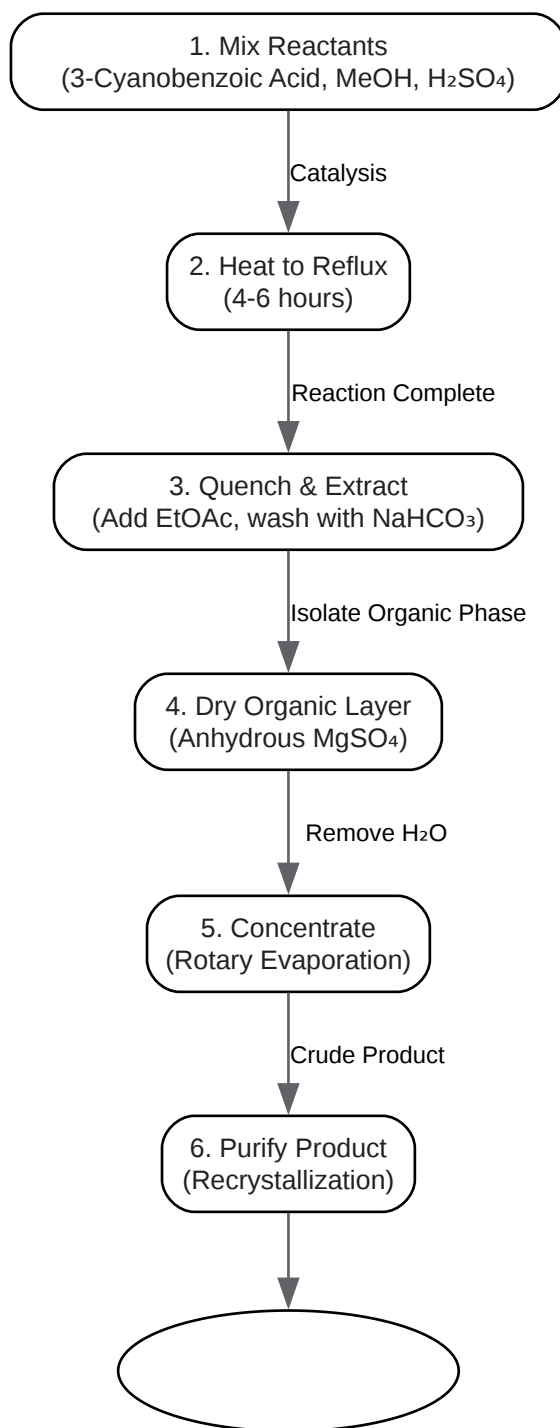 1. Mix Reactants
(3-Cyanobenzoic Acid, MeOH, H₂SO₄)
Catalysis
2. Heat to Reflux
(4-6 hours)
Reaction Complete
3. Quench & Extract
(Add EtOAc, wash with NaHCO₃)
Isolate Organic Phase
4. Dry Organic Layer
(Anhydrous MgSO₄)
Remove H₂O
5. Concentrate
(Rotary Evaporation)
Crude Product
6. Purify Product
(Recrystallization)